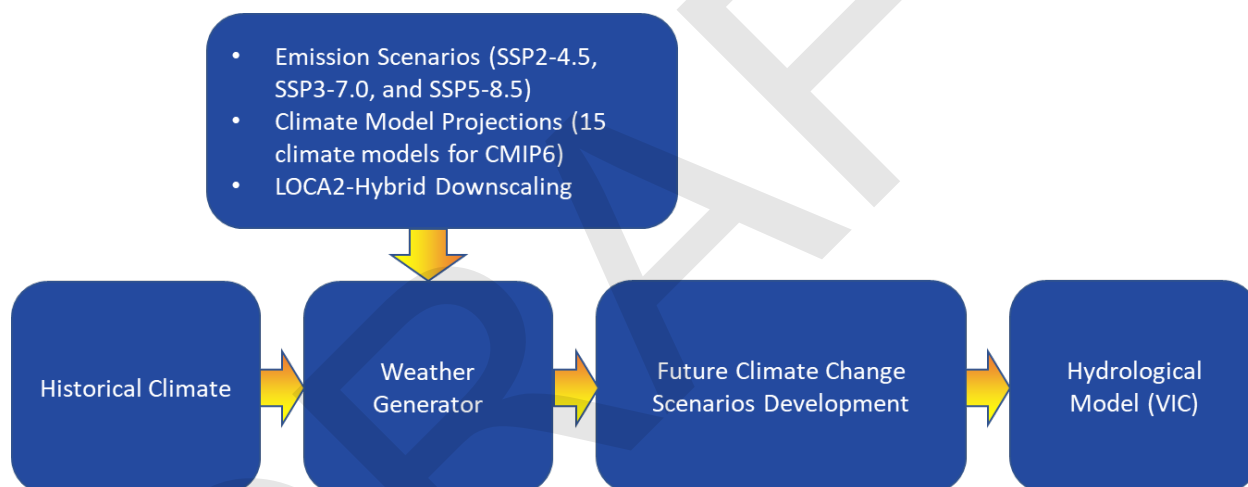 • Emission Scenarios (SSP2-4.5,
SSP3-7.0, and SSP5-8.5)
• Climate Model Projections (15
climate models for CMIP6)
• LOCA2-Hybrid Downscaling
Historical Climate
Weather
Generator
Future Climate Change
Scenarios Development
Hydrological
Model (VIC)